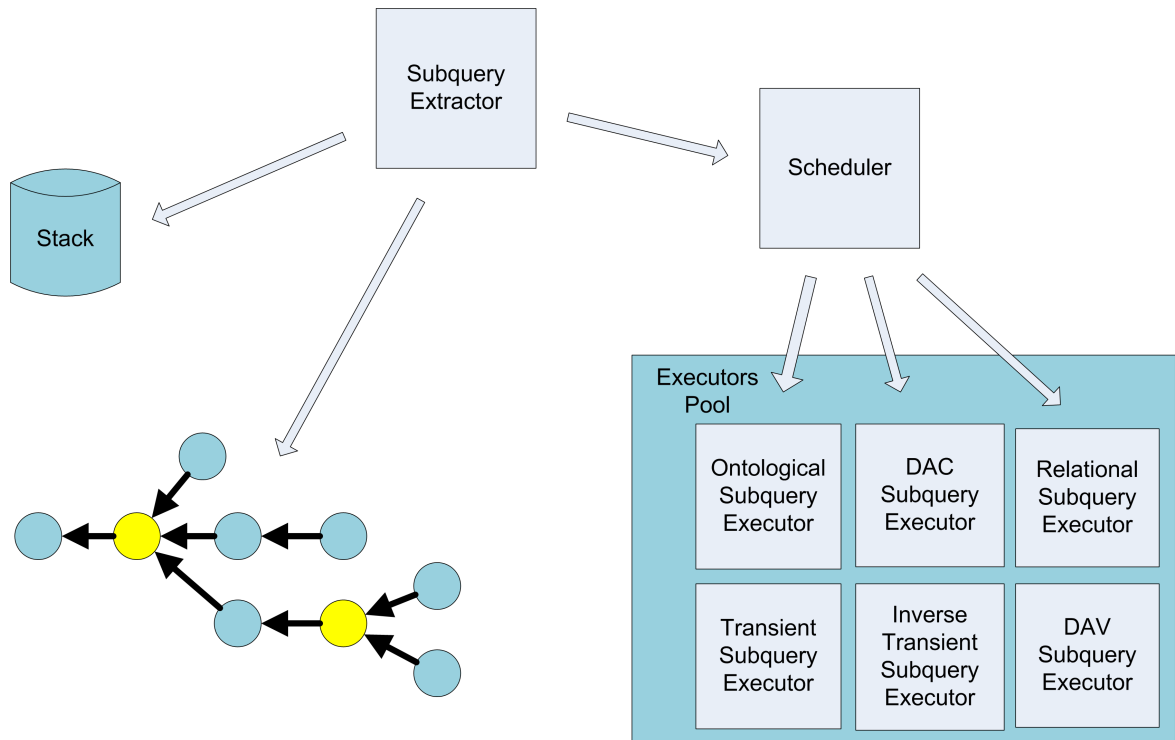 Subquery
Extractor
Scheduler
Stack
Executors
Pool
Ontological
Subquery
Executor
DAC
Subquery
Executor
Relational
Subquery
Executor
Transient
Subquery
Executor
Inverse
Transient
Subquery
Executor
DAV
Subquery
Executor